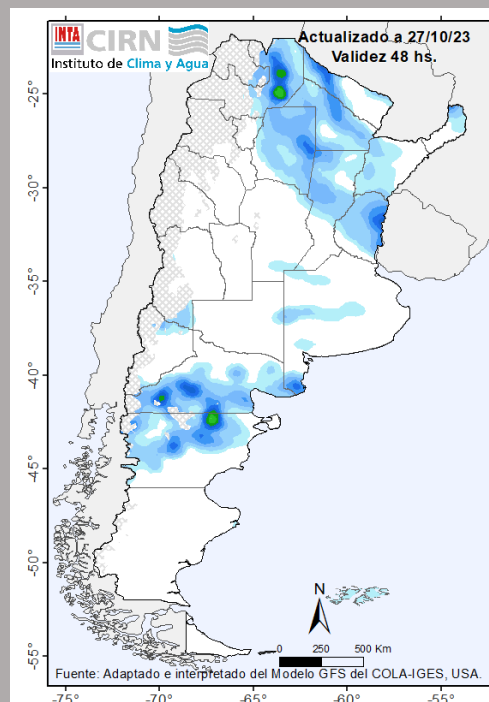 INTA CIRN
Instituto de Clima y Agua
Actualizado a 27/10/23
Validez 48 hs.
-25°
-30°
-35°
-40°
-45°
-50°
-55°
N
0 250 500 Km
Fuente: Adaptado e interpretado del Modelo GFS del COLA-IGES, USA.
-75° -70° -65° -60° -55°